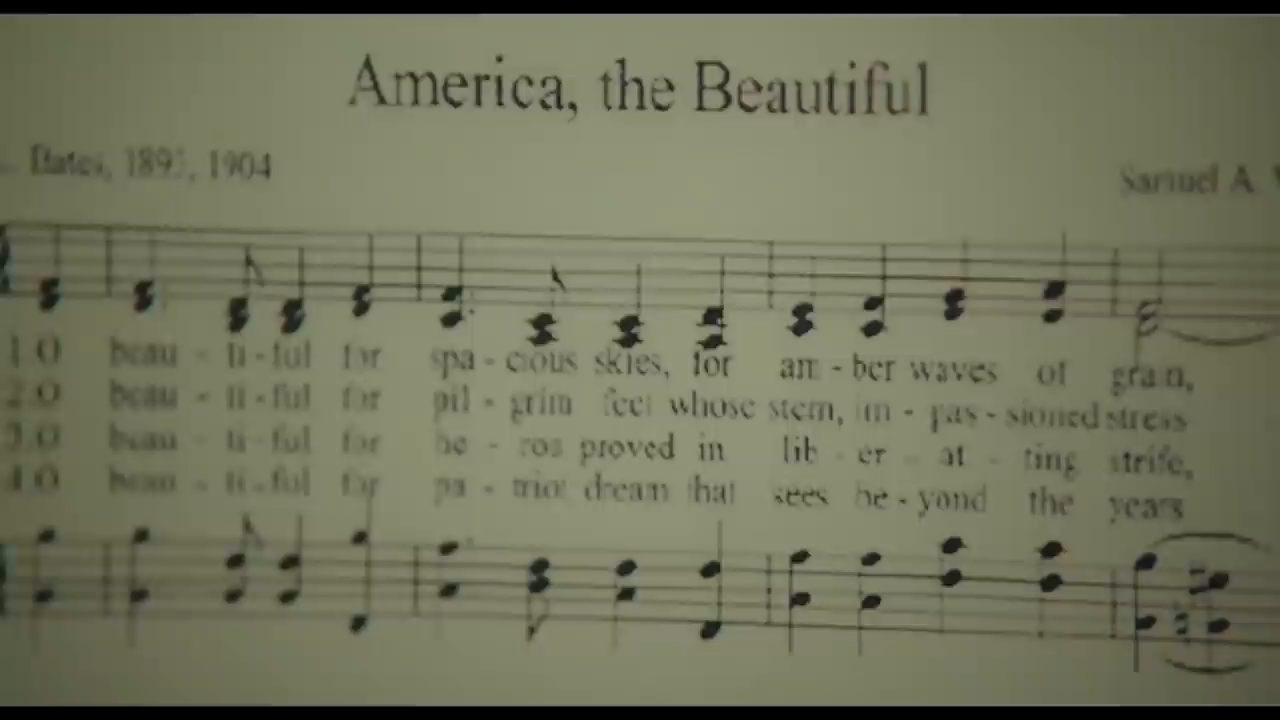 America, the Beautiful
Bates, 1893, 1904
Samuel A.
1.O beau - ti - ful for spa - cious skies, for am - ber waves of grain,
2.O beau - ti - ful for pil - grim feet whose stern, im - pas - sioned stress
3.O beau - ti - ful for he - roes proved in lib - er - at - ing strife,
4.O beau - ti - ful for pa - triot dream that sees be - yond the years